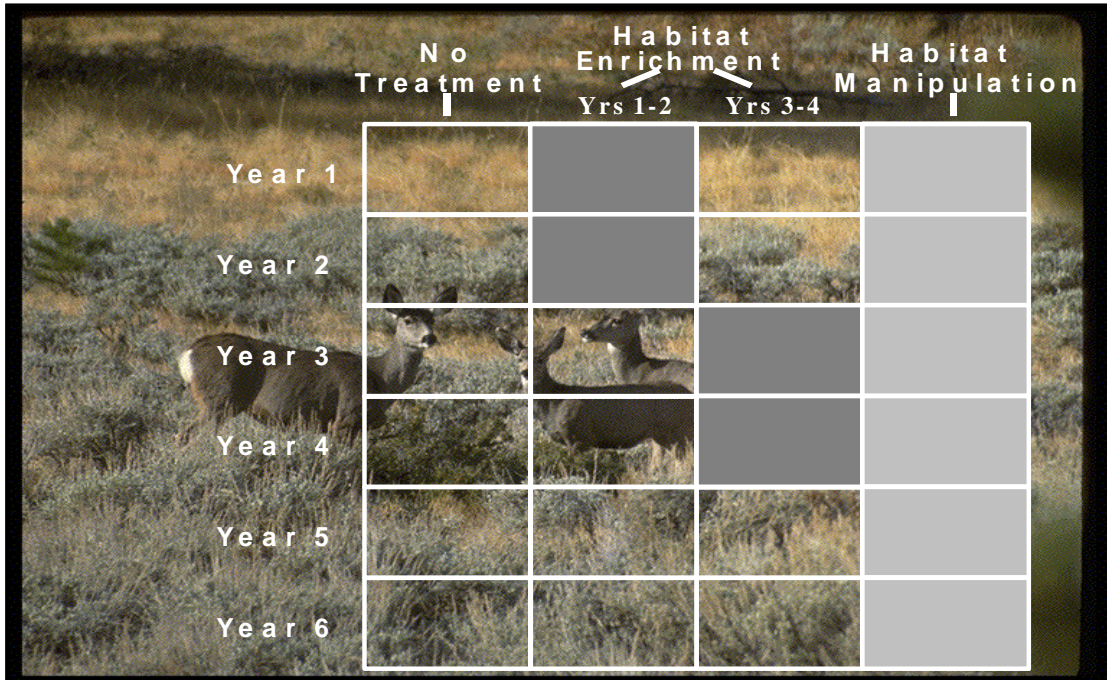 No
Treatment
Habitat
Enrichment
Yrs 1-2
Yrs 3-4
Habitat
Manipulation
Year 1
Year 2
Year 3
Year 4
Year 5
Year 6